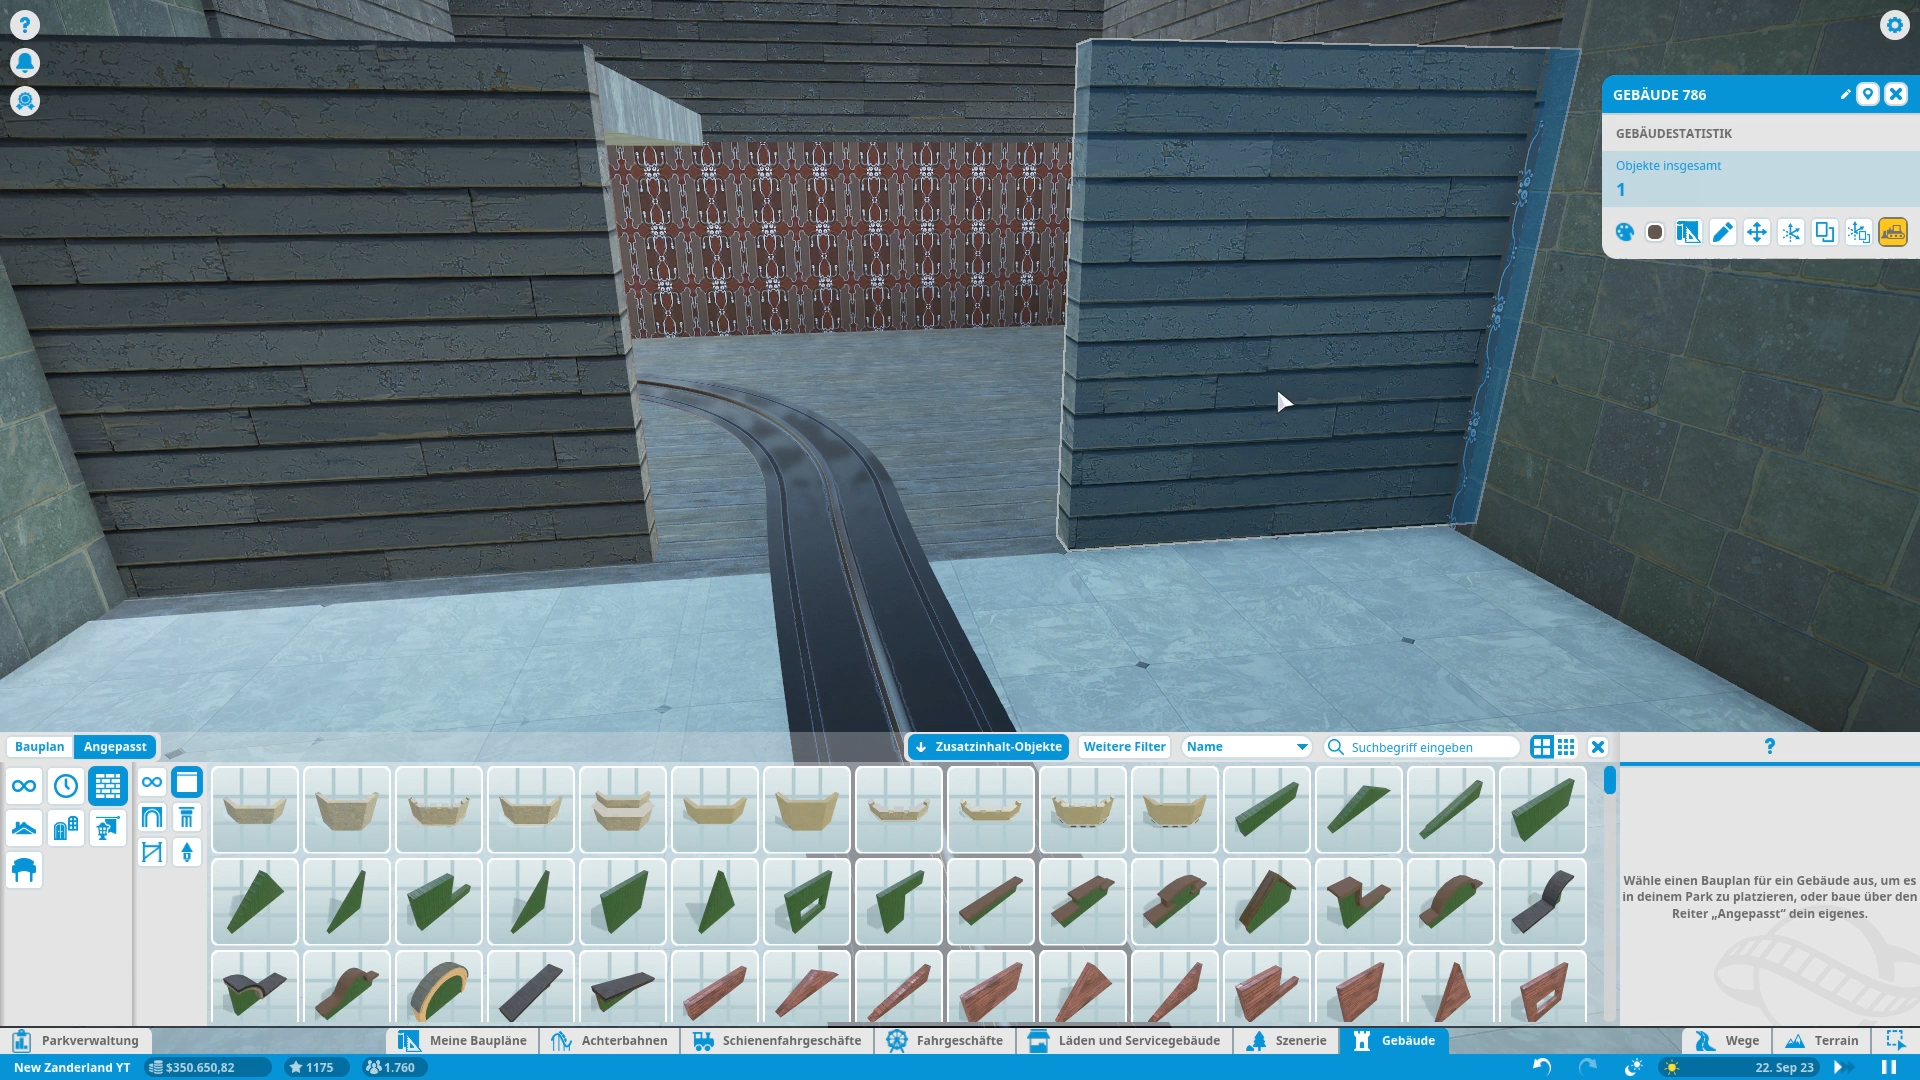 GEBÄUDE 786
GEBÄUDESTATISTIK
Objekte insgesamt
1
Bauplan
Angepasst
Zusatzinhalt-Objekte
Weitere Filter
Name
Suchbegriff eingeben
?
Wähle einen Bauplan für ein Gebäude aus, um es
in deinem Park zu platzieren, oder baue über den
Reiter „Angepasst“ dein eigenes.
Parkverwaltung
Meine Baupläne
Achterbahnen
Schienenfahrgeschäfte
Fahrgeschäfte
Läden und Servicegebäude
Szenerie
Gebäude
Wege
Terrain
New Zanderland YT
$350.650,82
1175
1.760
22. Sep 23